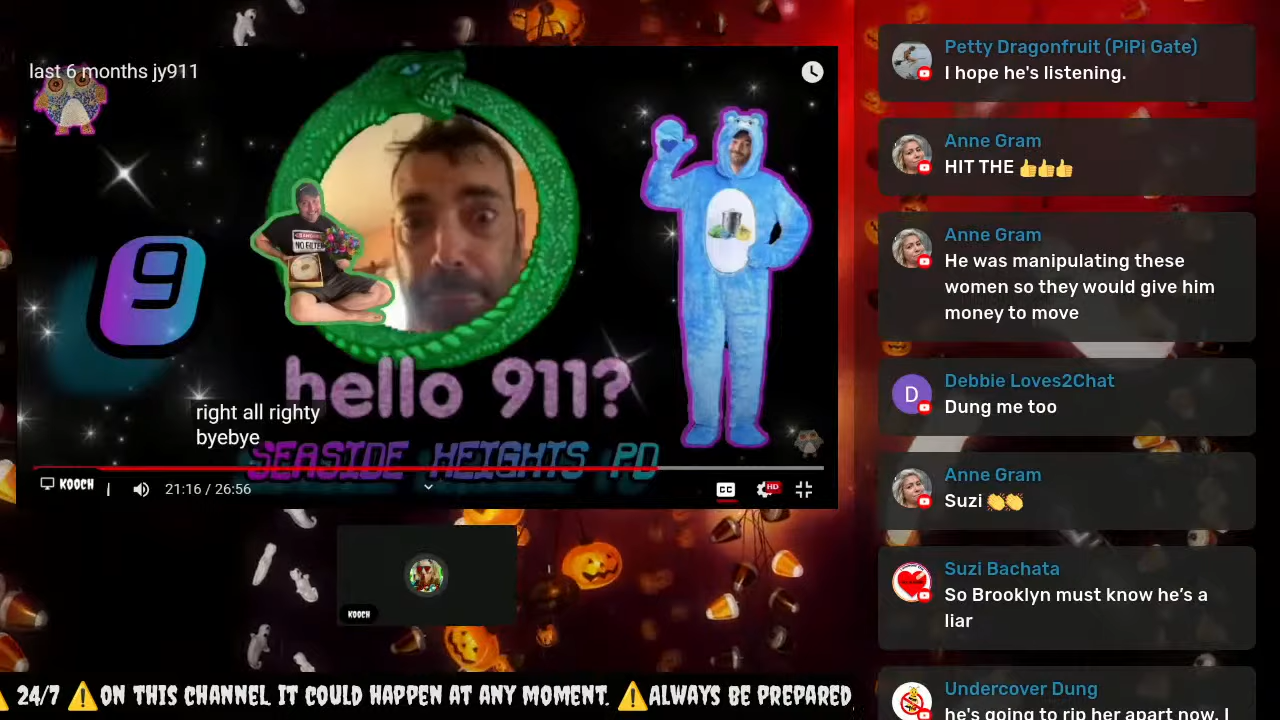 last 6 months jy911
9
NO FILTER
hello 911?
right all righty
byebye
SEASIDE HEIGHTS PD
KOOCH
21:16 / 26:56
CC
HD
KOOCH
24/7 ⚠️ON THIS CHANNEL IT COULD HAPPEN AT ANY MOMENT. ⚠️ALWAYS BE PREPARED
Petty Dragonfruit (PiPi Gate)
I hope he's listening.
Anne Gram
HIT THE 👍👍👍
Anne Gram
He was manipulating these
women so they would give him
money to move
Debbie Loves2Chat
D
Dung me too
Anne Gram
Suzi 👏👏
Suzi Bachata
So Brooklyn must know he's a
liar
Undercover Dung
he's going to rip her apart now. I